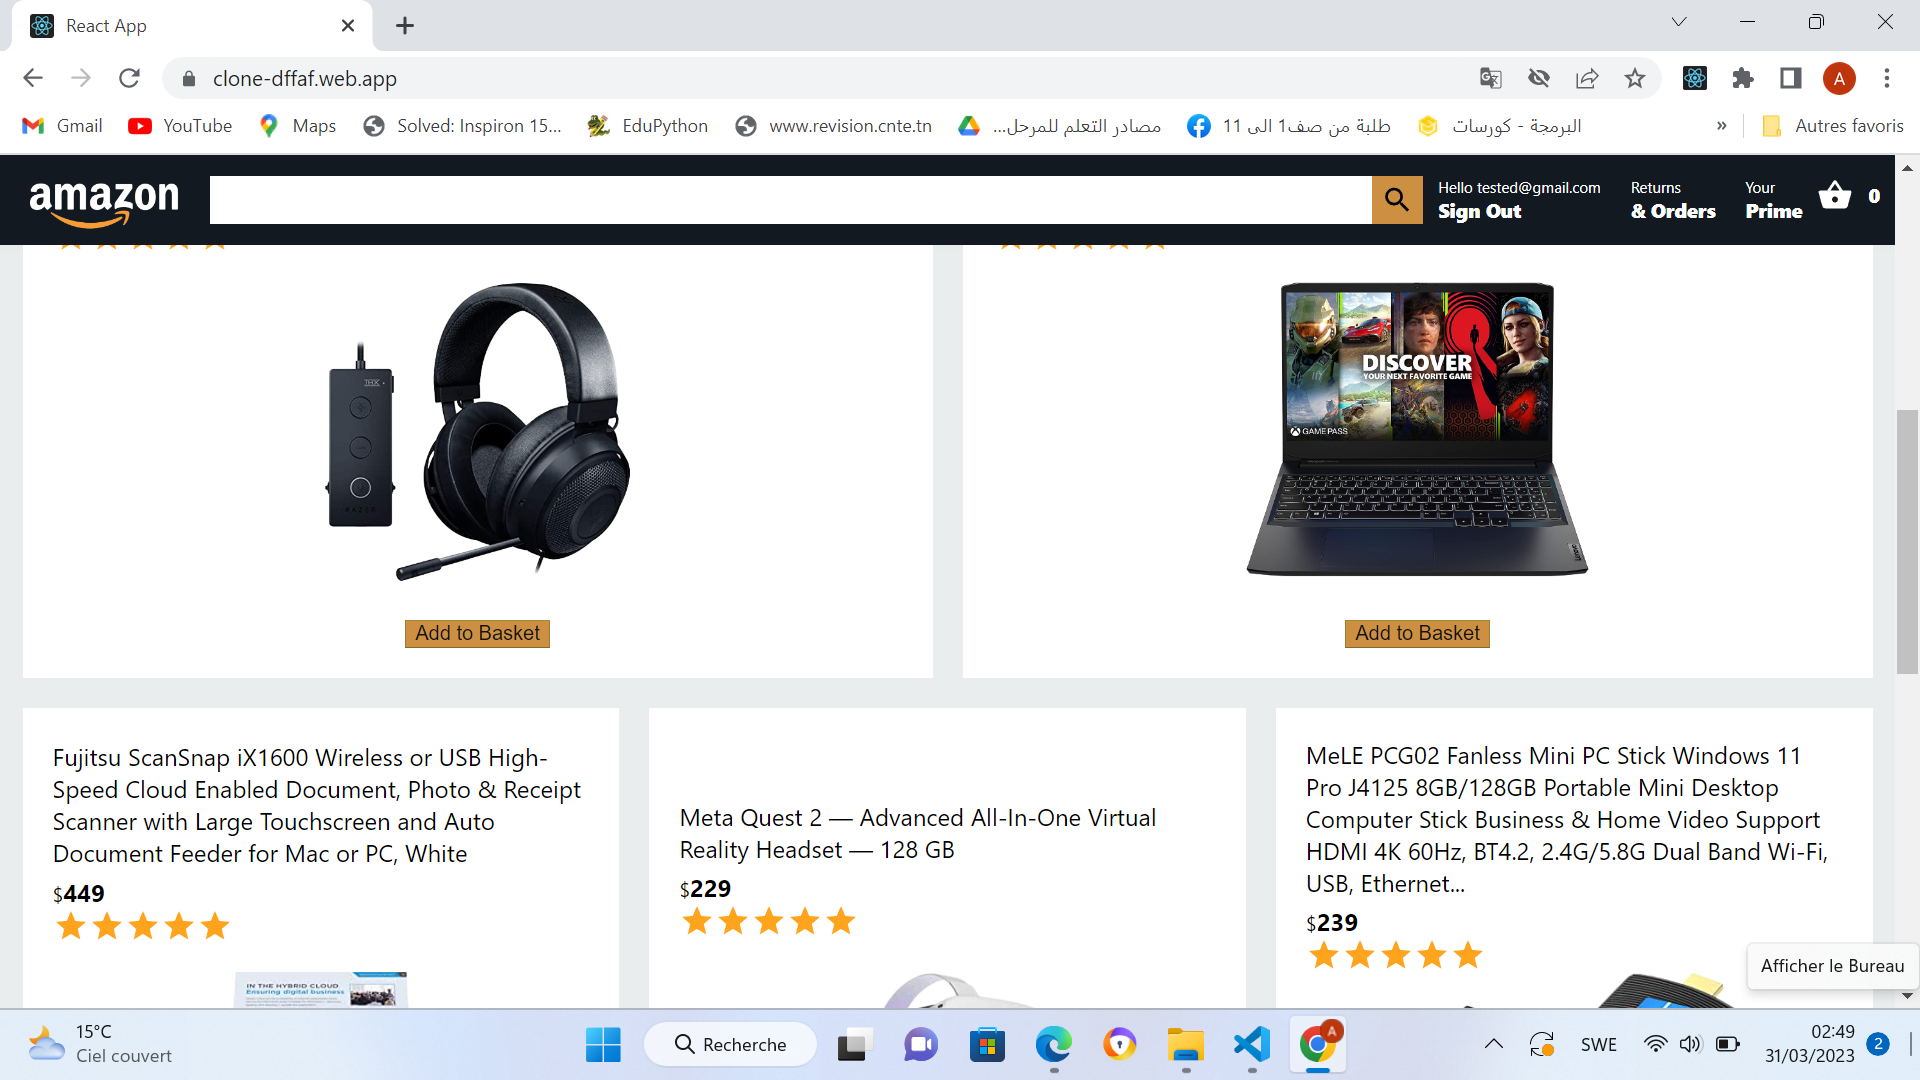 React App
clone-dffaf.web.app
Gmail
YouTube
Maps
Solved: Inspiron 15...
EduPython
www.revision.cnte.tn
مصادر التعلم للمرحل...
طلبة من صف1 الى 11
البرمجة - كورسات
»
Autres favoris
A
amazon
Hello tested@gmail.com
Sign Out
Returns
& Orders
Your
Prime
0
THX
RAZER
DISCOVER
YOUR NEXT FAVORITE GAME
GAME PASS
Add to Basket
Add to Basket
Fujitsu ScanSnap iX1600 Wireless or USB High-
Speed Cloud Enabled Document, Photo & Receipt
Scanner with Large Touchscreen and Auto
Document Feeder for Mac or PC, White
$449
IN THE HYBRID CLOUD
Ensuring digital business
Meta Quest 2 — Advanced All-In-One Virtual
Reality Headset — 128 GB
$229
MeLE PCG02 Fanless Mini PC Stick Windows 11
Pro J4125 8GB/128GB Portable Mini Desktop
Computer Stick Business & Home Video Support
HDMI 4K 60Hz, BT4.2, 2.4G/5.8G Dual Band Wi-Fi,
USB, Ethernet...
$239
Afficher le Bureau
15°C
Ciel couvert
Recherche
A
SWE
02:49
31/03/2023
2